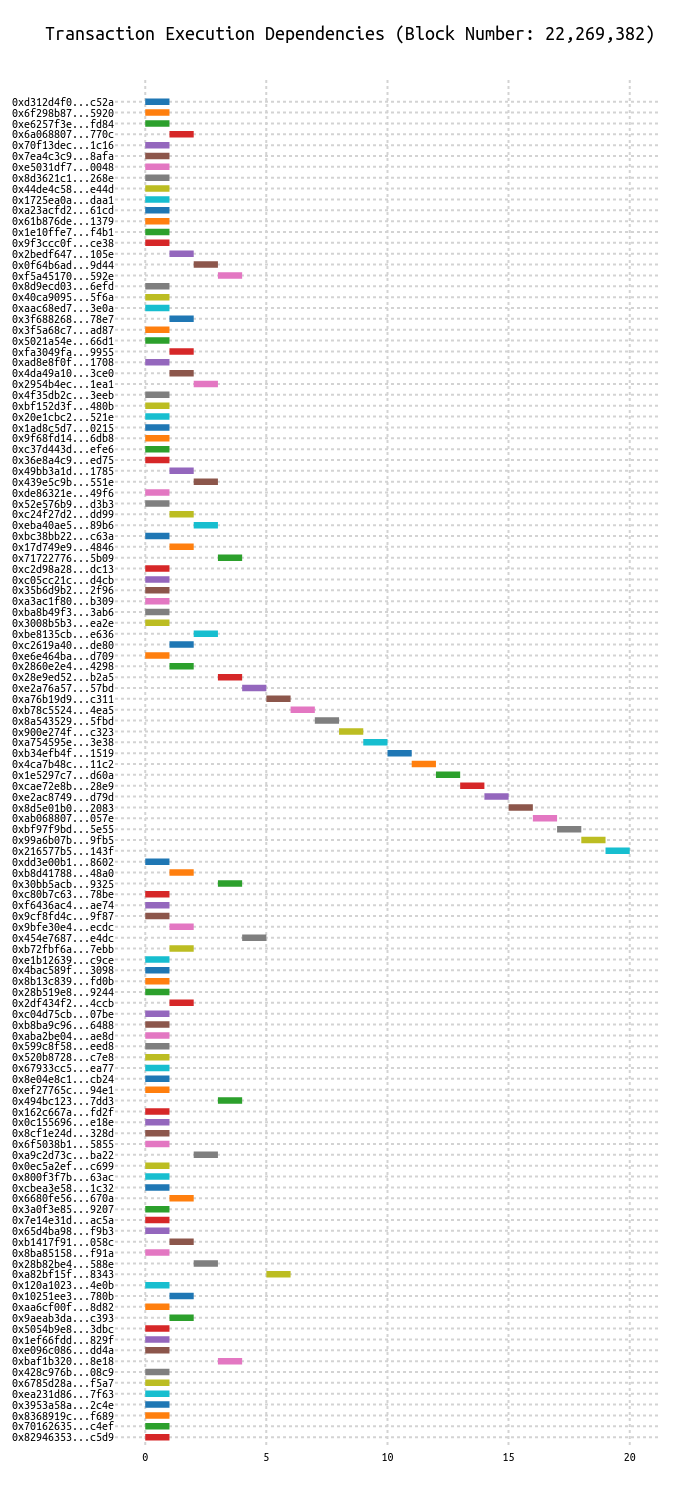 Transaction Execution Dependencies (Block Number: 22,269,382)
0xd312d4f0...c52a
0x6f298b87...5920
0xe6257f3e...fd84
0x6a068807...770c
0x70f13dec...1c16
0x7ea4c3c9...8afa
0xe5031df7...0048
0x8d3621c1...268e
0x44de4c58...e44d
0x1725ea0a...daa1
0xa23acfd2...61cd
0x61b876de...1379
0x1e10ffe7...f4b1
0x9f3ccc0f...ce38
0x2bedf647...105e
0x0f64b6ad...9d44
0xf5a45170...592e
0x8d9ecd03...6efd
0x40ca9095...5f6a
0xaac68ed7...3e0a
0x3f688268...78e7
0x3f5a68c7...ad87
0x5021a54e...66d1
0xfa3049fa...9955
0xad8e8f0f...1708
0x4da49a10...3ce0
0x2954b4ec...1ea1
0x4f35db2c...3eeb
0xbf152d3f...480b
0x20e1cbc2...521e
0x1ad8c5d7...0215
0x9f68fd14...6db8
0xc37d443d...efe6
0x36e8a4c9...ed75
0x49bb3a1d...1785
0x439e5c9b...551e
0xde86321e...49f6
0x52e576b9...d3b3
0xc24f27d2...dd99
0xeba40ae5...89b6
0xbc38bb22...c63a
0x17d749e9...4846
0x71722776...5b09
0xc2d98a28...dc13
0xc05cc21c...d4cb
0x35b6d9b2...2f96
0xa3ac1f80...b309
0xba8b49f3...3ab6
0x3008b5b3...ea2e
0xbe8135cb...e636
0xc2619a40...de80
0xe6e464ba...d709
0x2860e2e4...4298
0x28e9ed52...b2a5
0xe2a76a57...57bd
0xa76b19d9...c311
0xb78c5524...4ea5
0x8a543529...5fbd
0x900e274f...c323
0xa754595e...3e38
0xb34efb4f...1519
0x4ca7b48c...11c2
0x1e5297c7...d60a
0xcae72e8b...28e9
0xe2ac8749...d79d
0x8d5e01b0...2083
0xab068807...057e
0xbf97f9bd...5e55
0x99a6b07b...9fb5
0x216577b5...143f
0xdd3e00b1...8602
0xb8d41788...48a0
0x30bb5acb...9325
0xc80b7c63...78be
0xf6436ac4...ae74
0x9cf8fd4c...9f87
0x9bfe30e4...ecdc
0x454e7687...e4dc
0xb72fbf6a...7ebb
0xe1b12639...c9ce
0x4bac589f...3098
0x8b13c839...fd0b
0x28b519e8...9244
0x2df434f2...4ccb
0xc04d75cb...07be
0xb8ba9c96...6488
0xaba2be04...ae8d
0x599c8f58...eed8
0x520b8728...c7e8
0x67933cc5...ea77
0x8e04e8c1...cb24
0xef27765c...94e1
0x494bc123...7dd3
0x162c667a...fd2f
0x0c155696...e18e
0x8cf1e24d...328d
0x6f5038b1...5855
0xa9c2d73c...ba22
0x0ec5a2ef...c699
0x800f3f7b...63ac
0xcbea3e58...1c32
0x6680fe56...670a
0x3a0f3e85...9207
0x7e14e31d...ac5a
0x65d4ba98...f9b3
0xb1417f91...058c
0x8ba85158...f91a
0x28b82be4...588e
0xa82bf15f...8343
0x120a1023...4e0b
0x10251ee3...780b
0xaa6cf00f...8d82
0x9aeab3da...c393
0x5054b9e8...3dbc
0x1ef66fdd...829f
0xe096c086...dd4a
0xbaf1b320...8e18
0x428c976b...08c9
0x6785d28a...f5a7
0xea231d86...7f63
0x3953a58a...2c4e
0x8368919c...f689
0x70162635...c4ef
0x82946353...c5d9
0 5 10 15 20